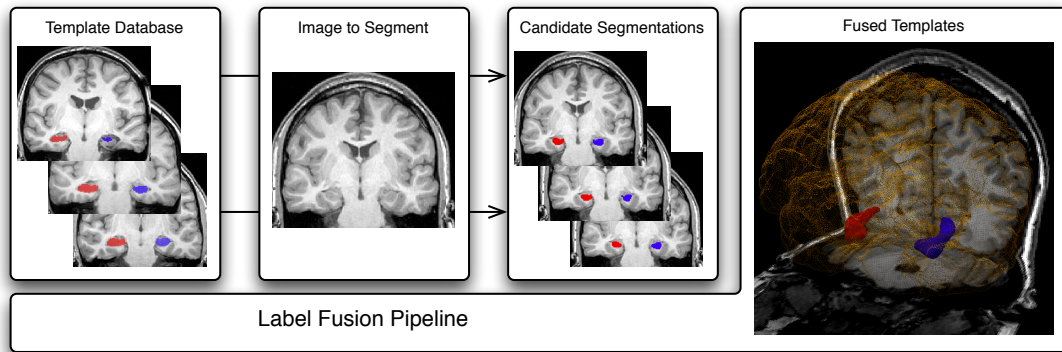 Template Database
Image to Segment
Candidate Segmentations
Fused Templates
Label Fusion Pipeline